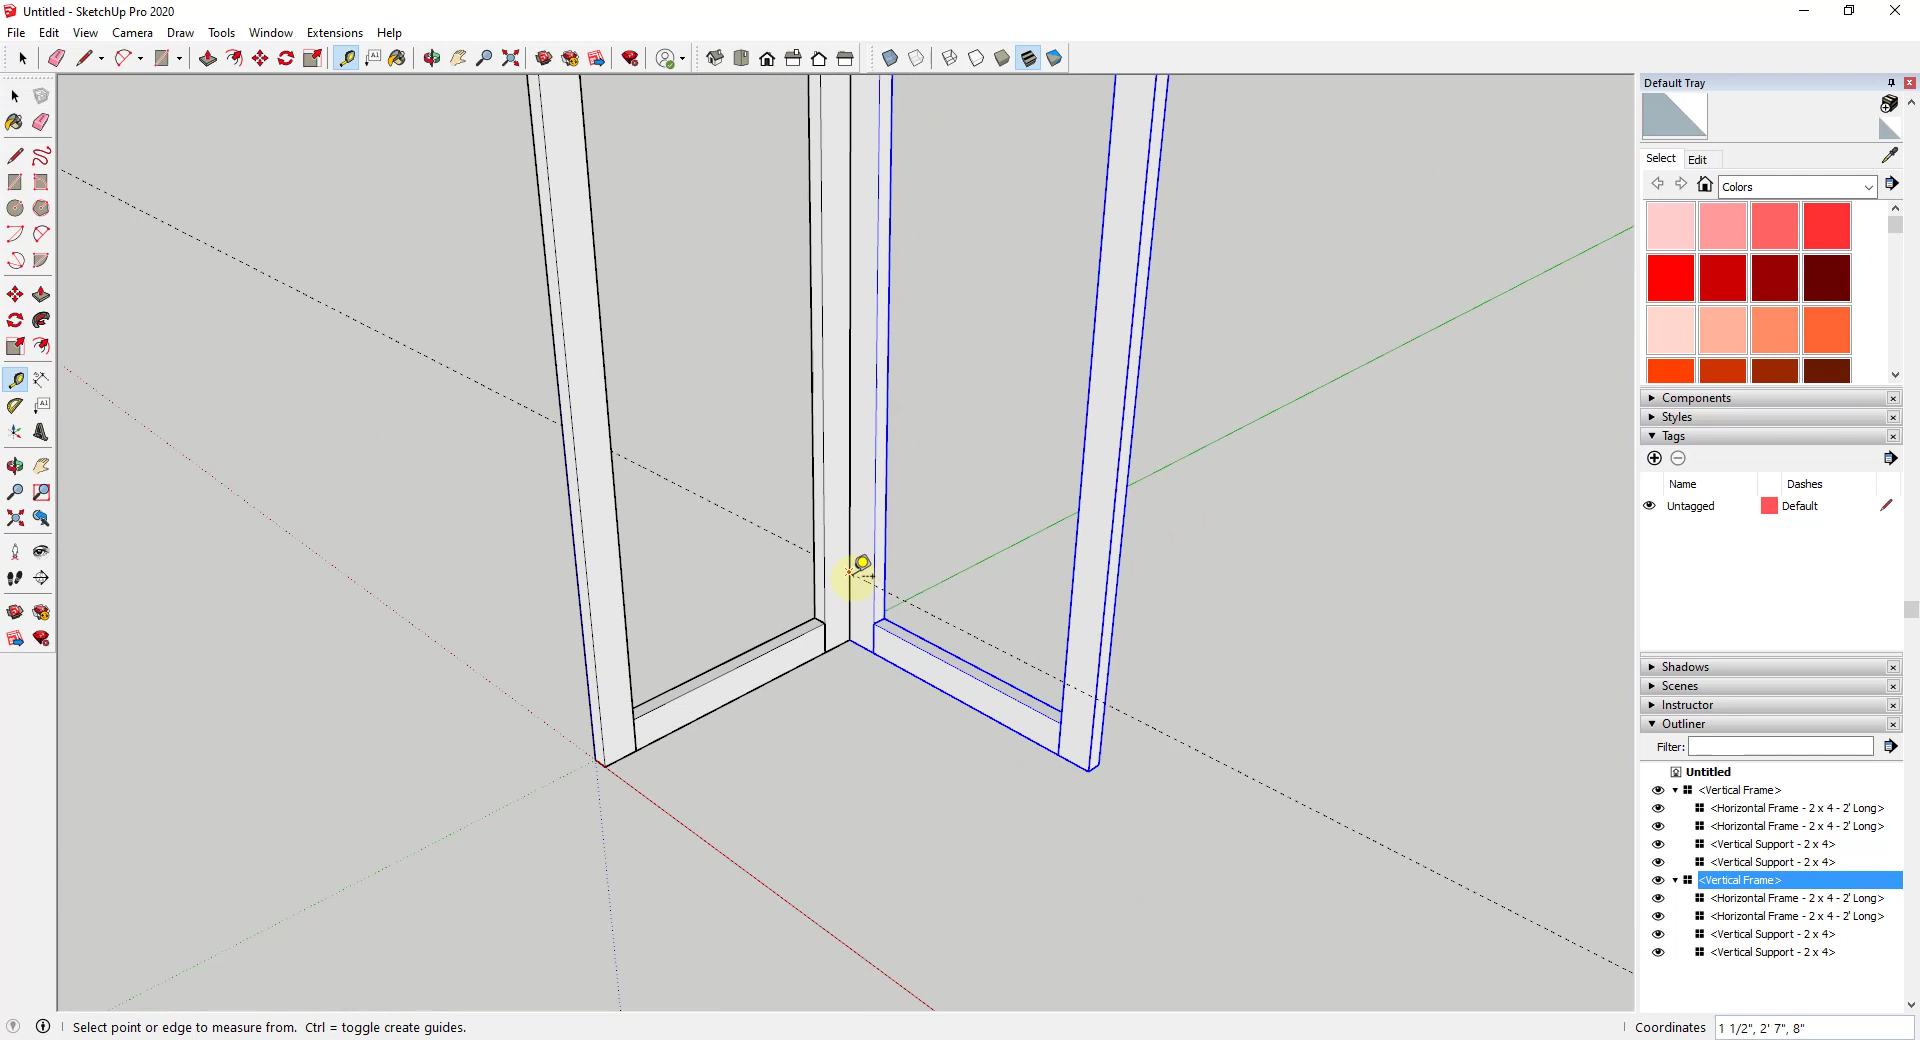 Untitled - SketchUp Pro 2020
File Edit View Camera Draw Tools Window Extensions Help
Default Tray
Select Edit
Colors
Components
Styles
Tags
Name Dashes
Untagged Default
Shadows
Scenes
Instructor
Outliner
Filter:
Untitled
<Vertical Frame>
<Horizontal Frame - 2 x 4 - 2' Long>
<Horizontal Frame - 2 x 4 - 2' Long>
<Vertical Support - 2 x 4>
<Vertical Support - 2 x 4>
<Vertical Frame>
<Horizontal Frame - 2 x 4 - 2' Long>
<Horizontal Frame - 2 x 4 - 2' Long>
<Vertical Support - 2 x 4>
<Vertical Support - 2 x 4>
Select point or edge to measure from. Ctrl = toggle create guides.
Coordinates 1 1/2", 2' 7", 8"